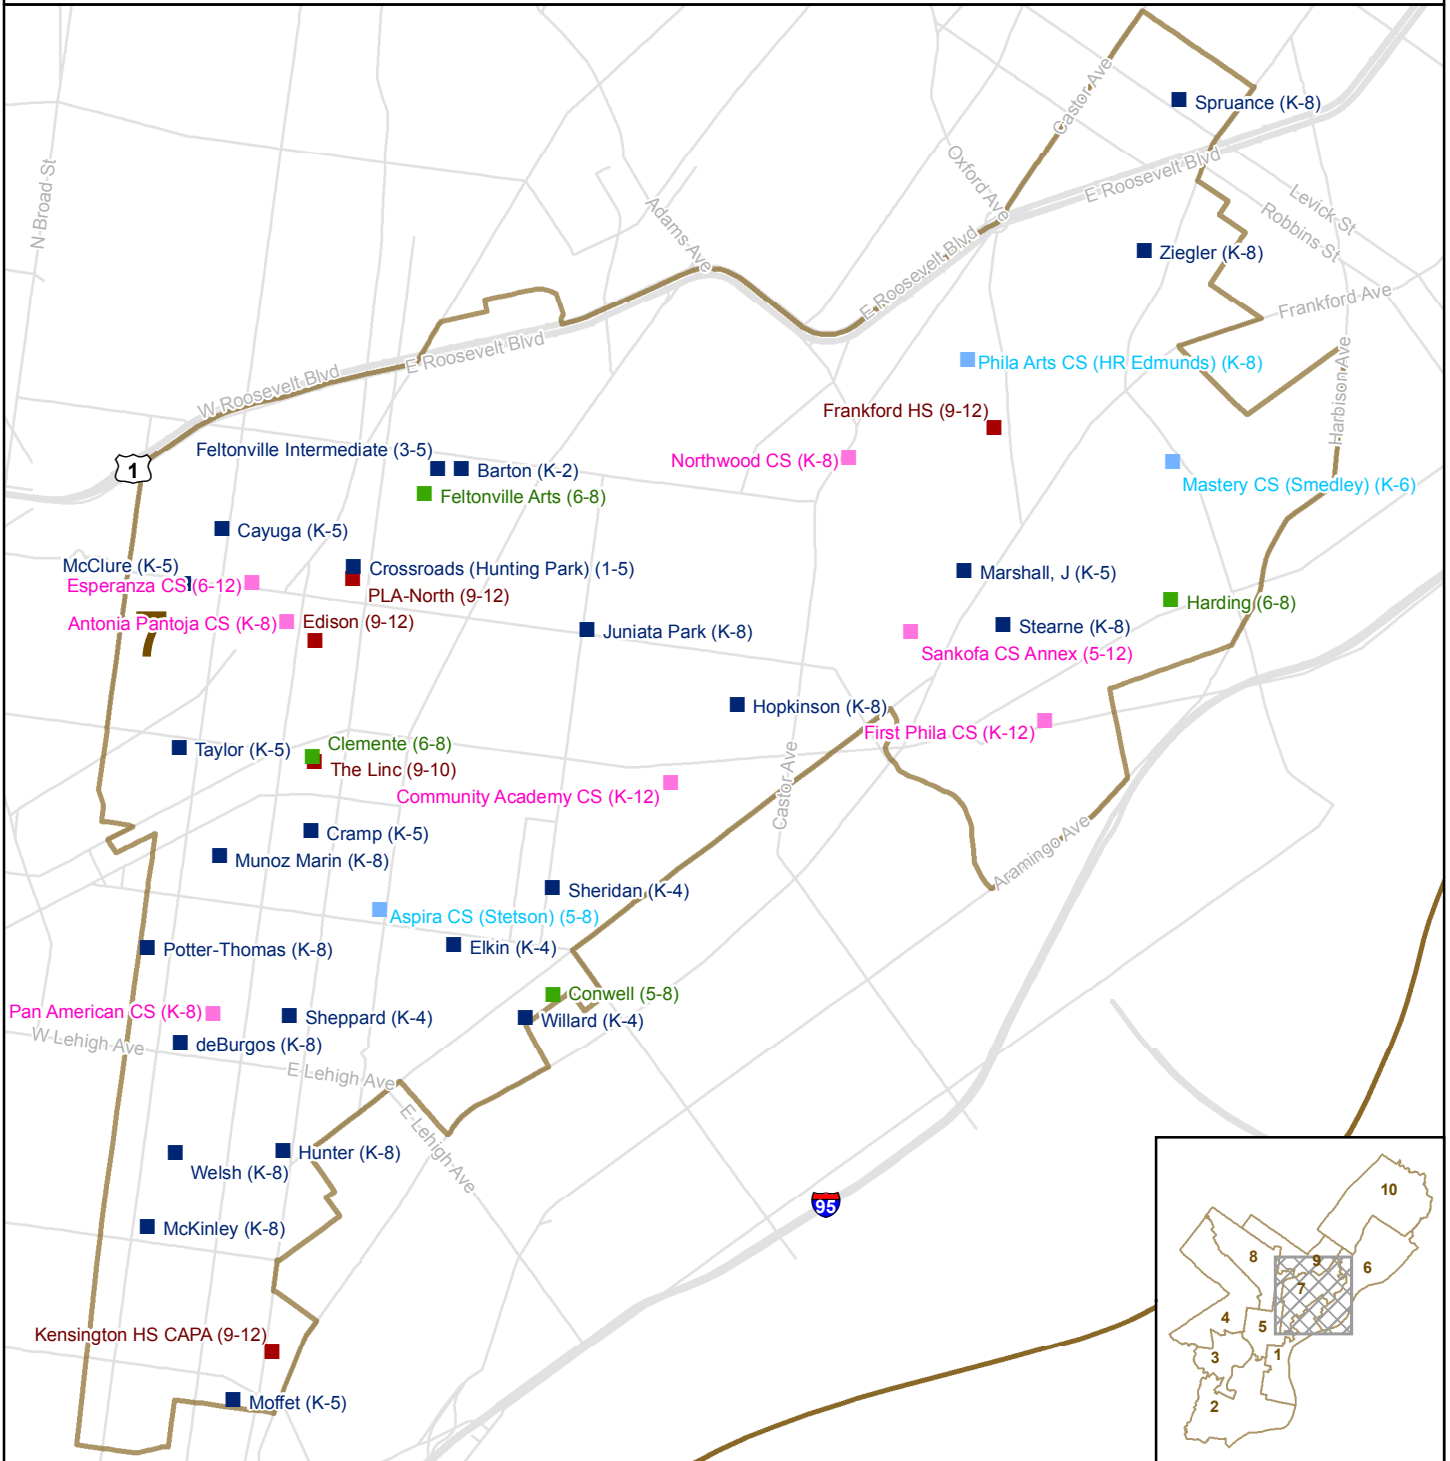 Castor Ave
Spruance (K-8)
Oxford Ave
E Roosevelt Blvd
N Broad St
Levick St
Robbins St
Adams Ave
Ziegler (K-8)
E Roosevelt Blvd
Frankford Ave
E Roosevelt Blvd
W Roosevelt Blvd
Phila Arts CS (HR Edmunds) (K-8)
Harbison Ave
Frankford HS (9-12)
Feltonville Intermediate (3-5)
Northwood CS (K-8)
1
Barton (K-2)
Mastery CS (Smedley) (K-6)
Feltonville Arts (6-8)
Cayuga (K-5)
McClure (K-5)
Crossroads (Hunting Park) (1-5)
Marshall, J (K-5)
Esperanza CS (6-12)
PLA-North (9-12)
Harding (6-8)
Antonia Pantoja CS (K-8)
Edison (9-12)
7
Juniata Park (K-8)
Stearne (K-8)
Sankofa CS Annex (5-12)
Hopkinson (K-8)
First Phila CS (K-12)
Clemente (6-8)
Taylor (K-5)
The Linc (9-10)
Castor Ave
Community Academy CS (K-12)
Cramp (K-5)
Munoz Marin (K-8)
Aramingo Ave
Sheridan (K-4)
Aspira CS (Stetson) (5-8)
Potter-Thomas (K-8)
Elkin (K-4)
Conwell (5-8)
Pan American CS (K-8)
Sheppard (K-4)
Willard (K-4)
W Lehigh Ave
deBurgos (K-8)
E Lehigh Ave
E Lehigh Ave
Hunter (K-8)
Welsh (K-8)
95
McKinley (K-8)
Kensington HS CAPA (9-12)
Moffet (K-5)
10
8
9
6
7
4
5
3
1
2